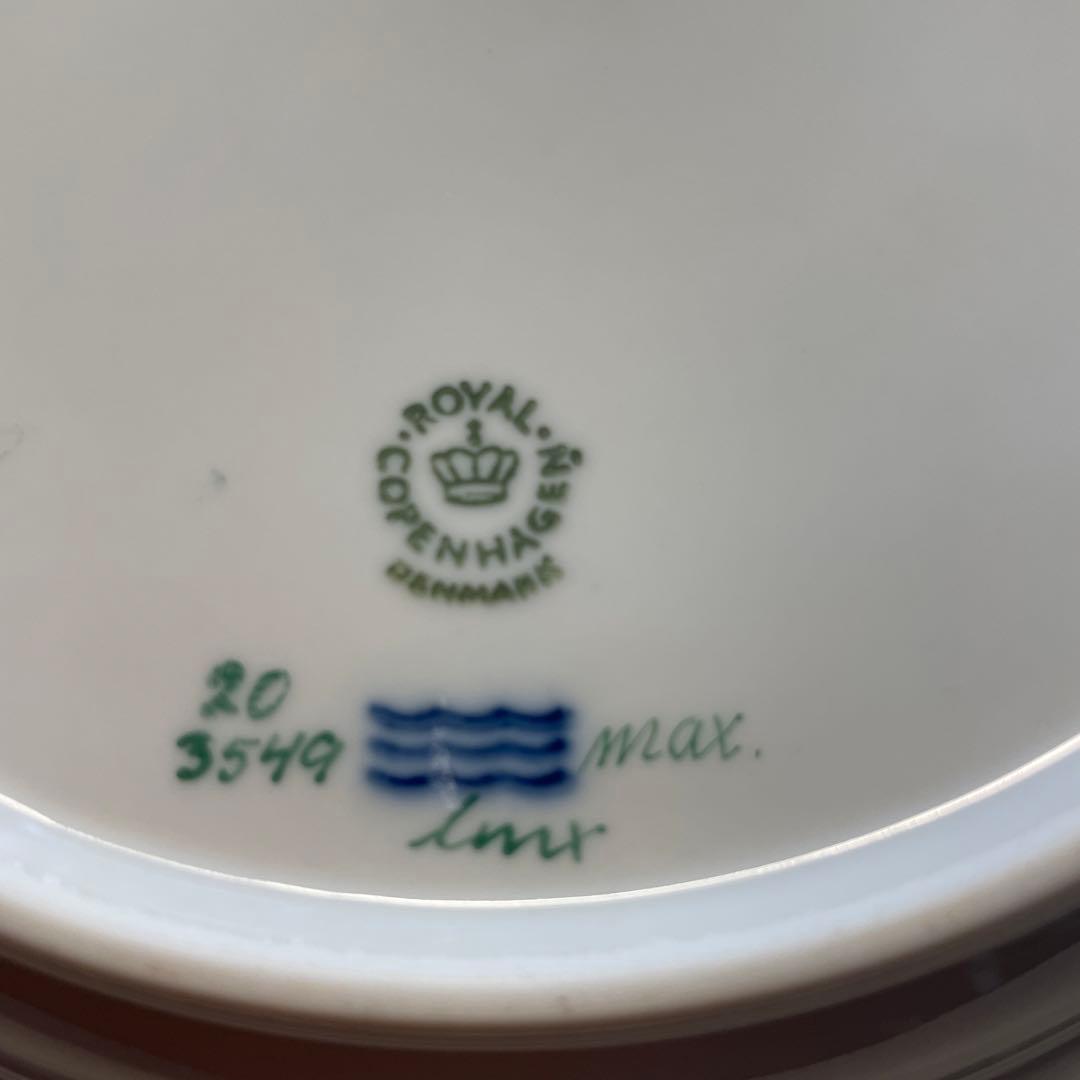 ROYAL
COPENHAGEN
DENMARK
20
3549 max.
lmx